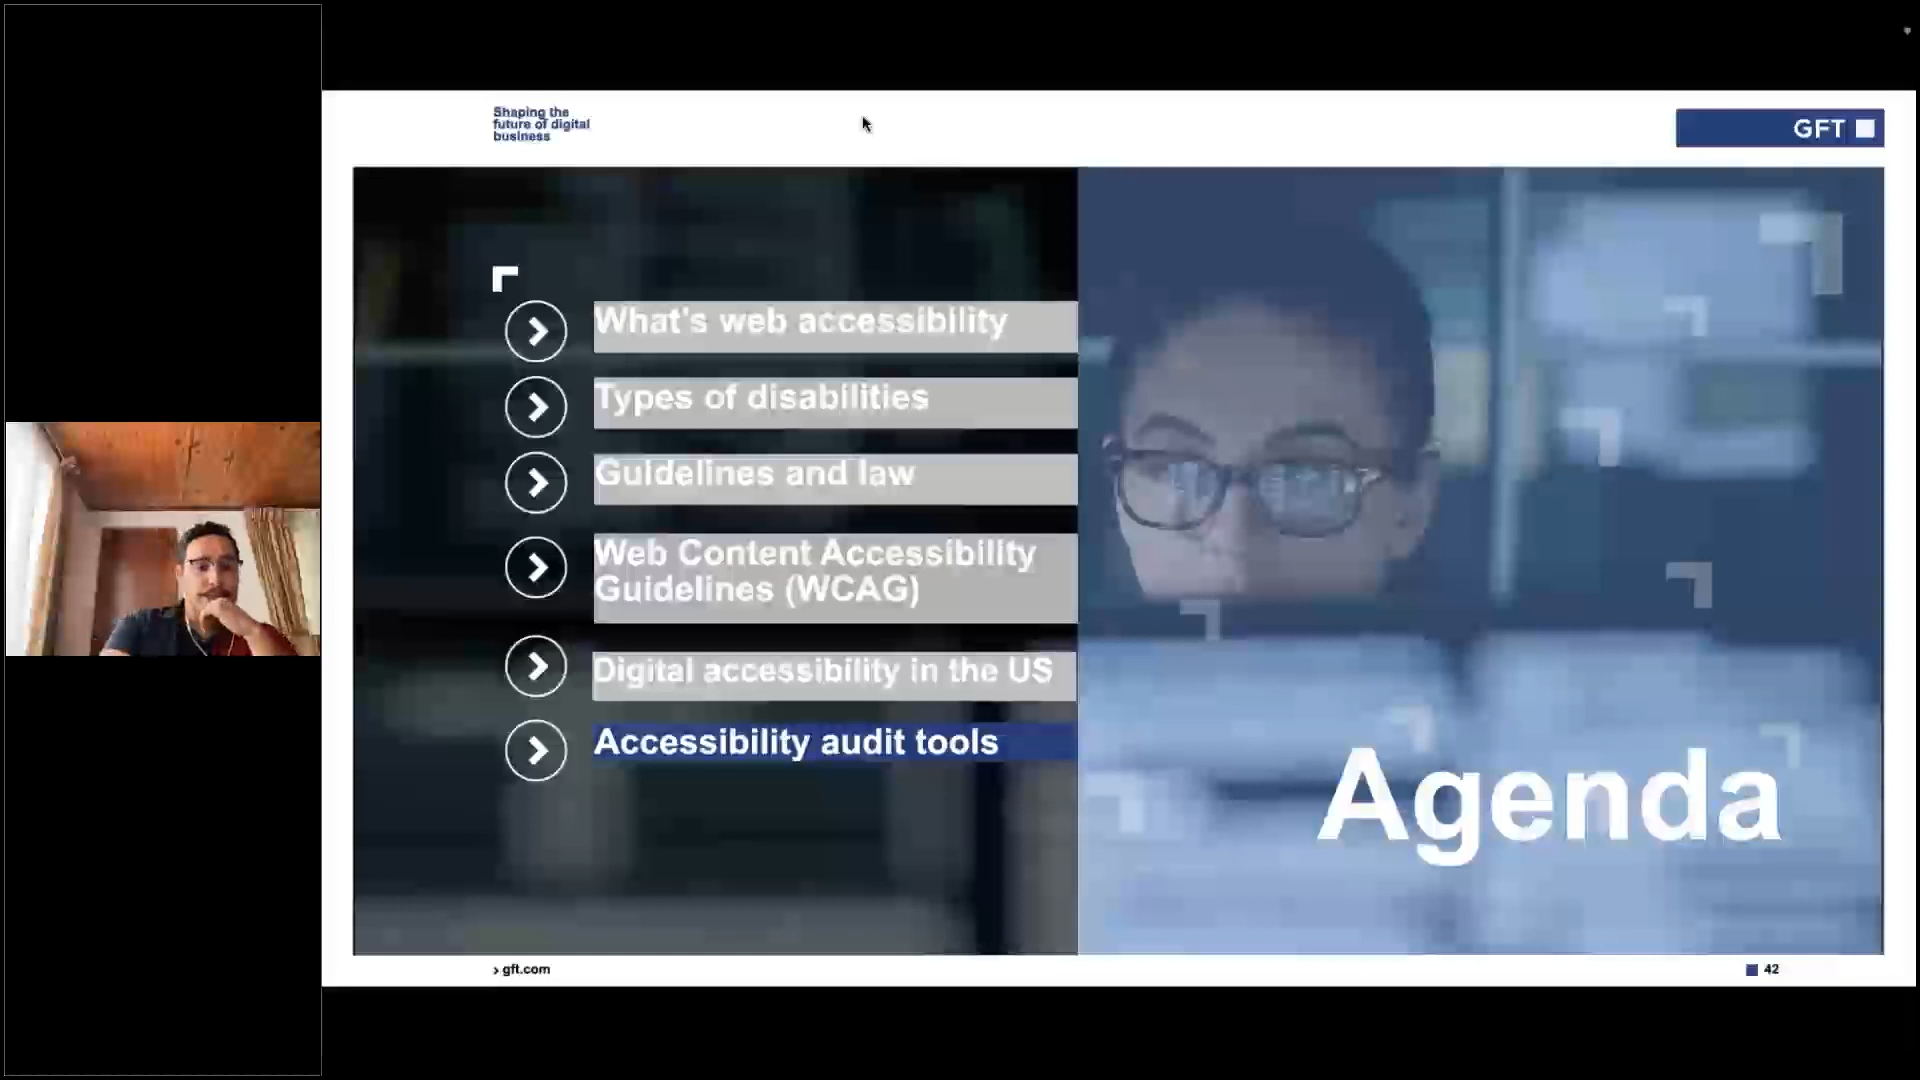 Shaping the
future of digital
business
GFT
What's web accessibility
Types of disabilities
Guidelines and law
Web Content Accessibility
Guidelines (WCAG)
Digital accessibility in the US
Accessibility audit tools
Agenda
› gft.com
42